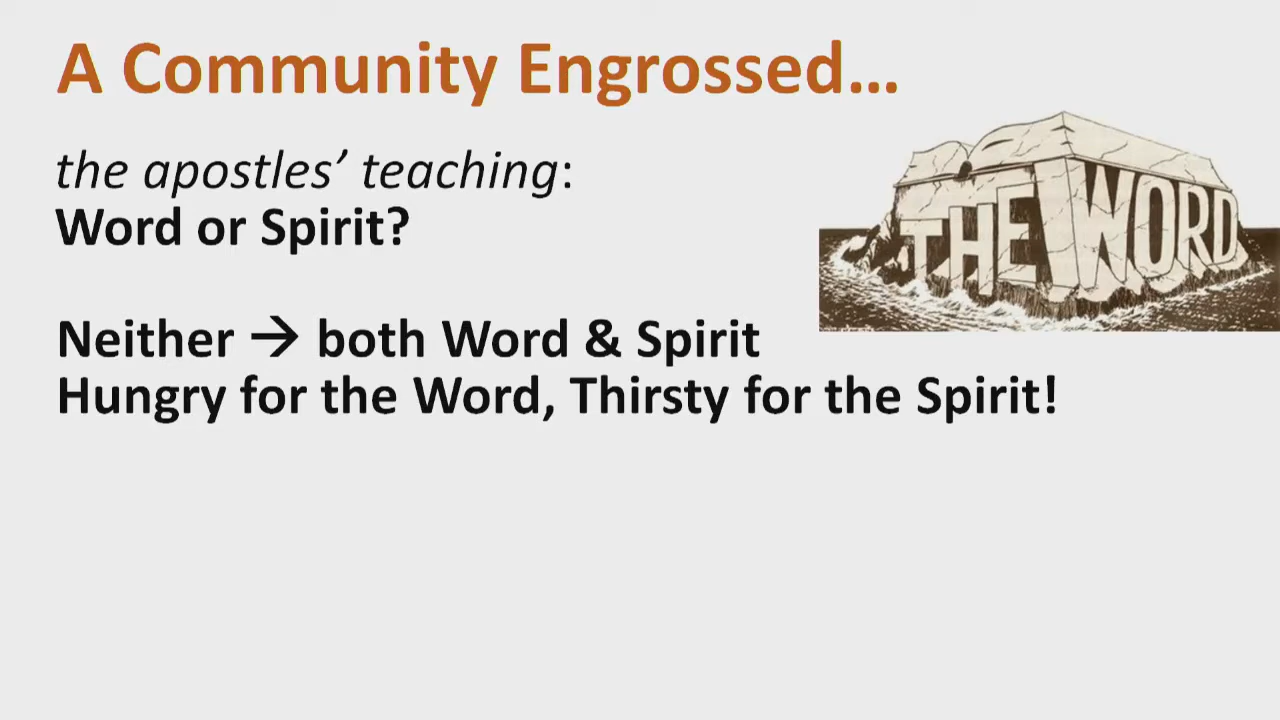 A Community Engrossed...
the apostles’ teaching:
Word or Spirit?
THE WORD
Neither → both Word & Spirit
Hungry for the Word, Thirsty for the Spirit!